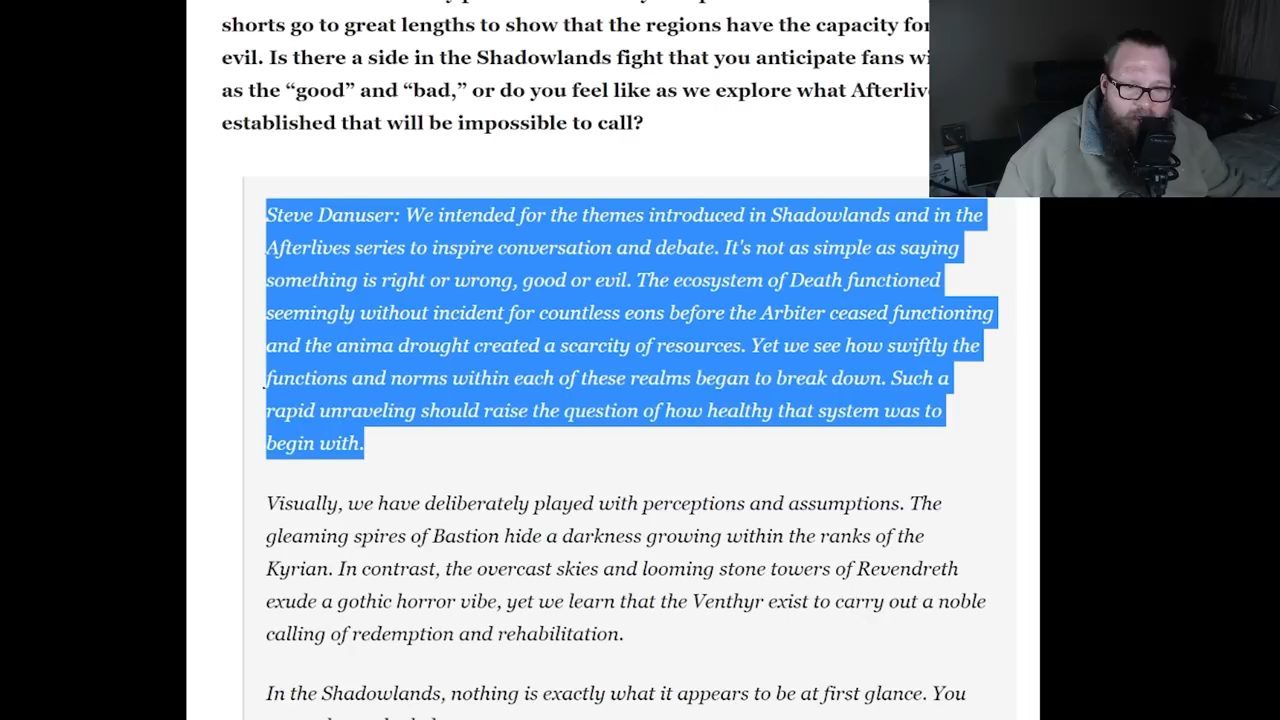 shorts go to great lengths to show that the regions have the capacity for
evil. Is there a side in the Shadowlands fight that you anticipate fans
as the “good” and “bad,” or do you feel like as we explore what
established that will be impossible to call?
Steve Danuser: We intended for the themes introduced in Shadowlands and in the
Afterlives series to inspire conversation and debate. It's not as simple as saying
something is right or wrong, good or evil. The ecosystem of Death functioned
seemingly without incident for countless eons before the Arbiter ceased functioning
and the anima drought created a scarcity of resources. Yet we see how swiftly the
functions and norms within each of these realms began to break down. Such a
rapid unraveling should raise the question of how healthy that system was to
begin with.
Visually, we have deliberately played with perceptions and assumptions. The
gleaming spires of Bastion hide a darkness growing within the ranks of the
Kyrian. In contrast, the overcast skies and looming stone towers of Revendreth
exude a gothic horror vibe, yet we learn that the Venthyr exist to carry out a noble
calling of redemption and rehabilitation.
In the Shadowlands, nothing is exactly what it appears to be at first glance. You